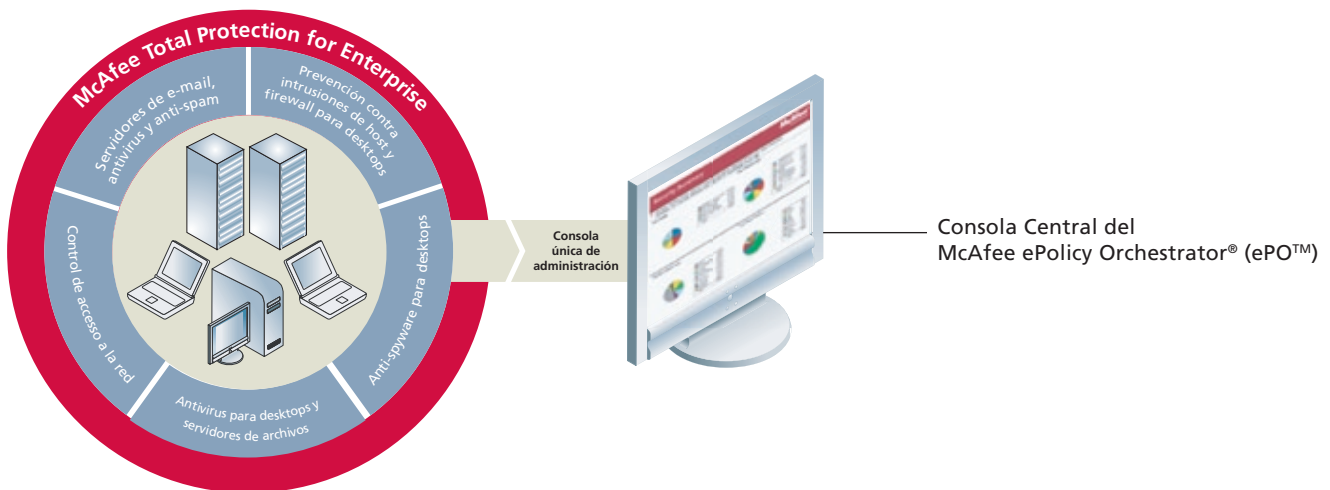 McAfee Total Protection for Enterprise
Servidores de e-mail,
antivirus y anti-spam
Prevención contra
intrusiones de host y
firewall para desktops
Anti-spyware para desktops
Antivirus para desktops y
servidores de archivos
Control de accesso a la red
Consola
única de
administración
McAfee
Consola Central del
McAfee ePolicy Orchestrator® (ePO™)